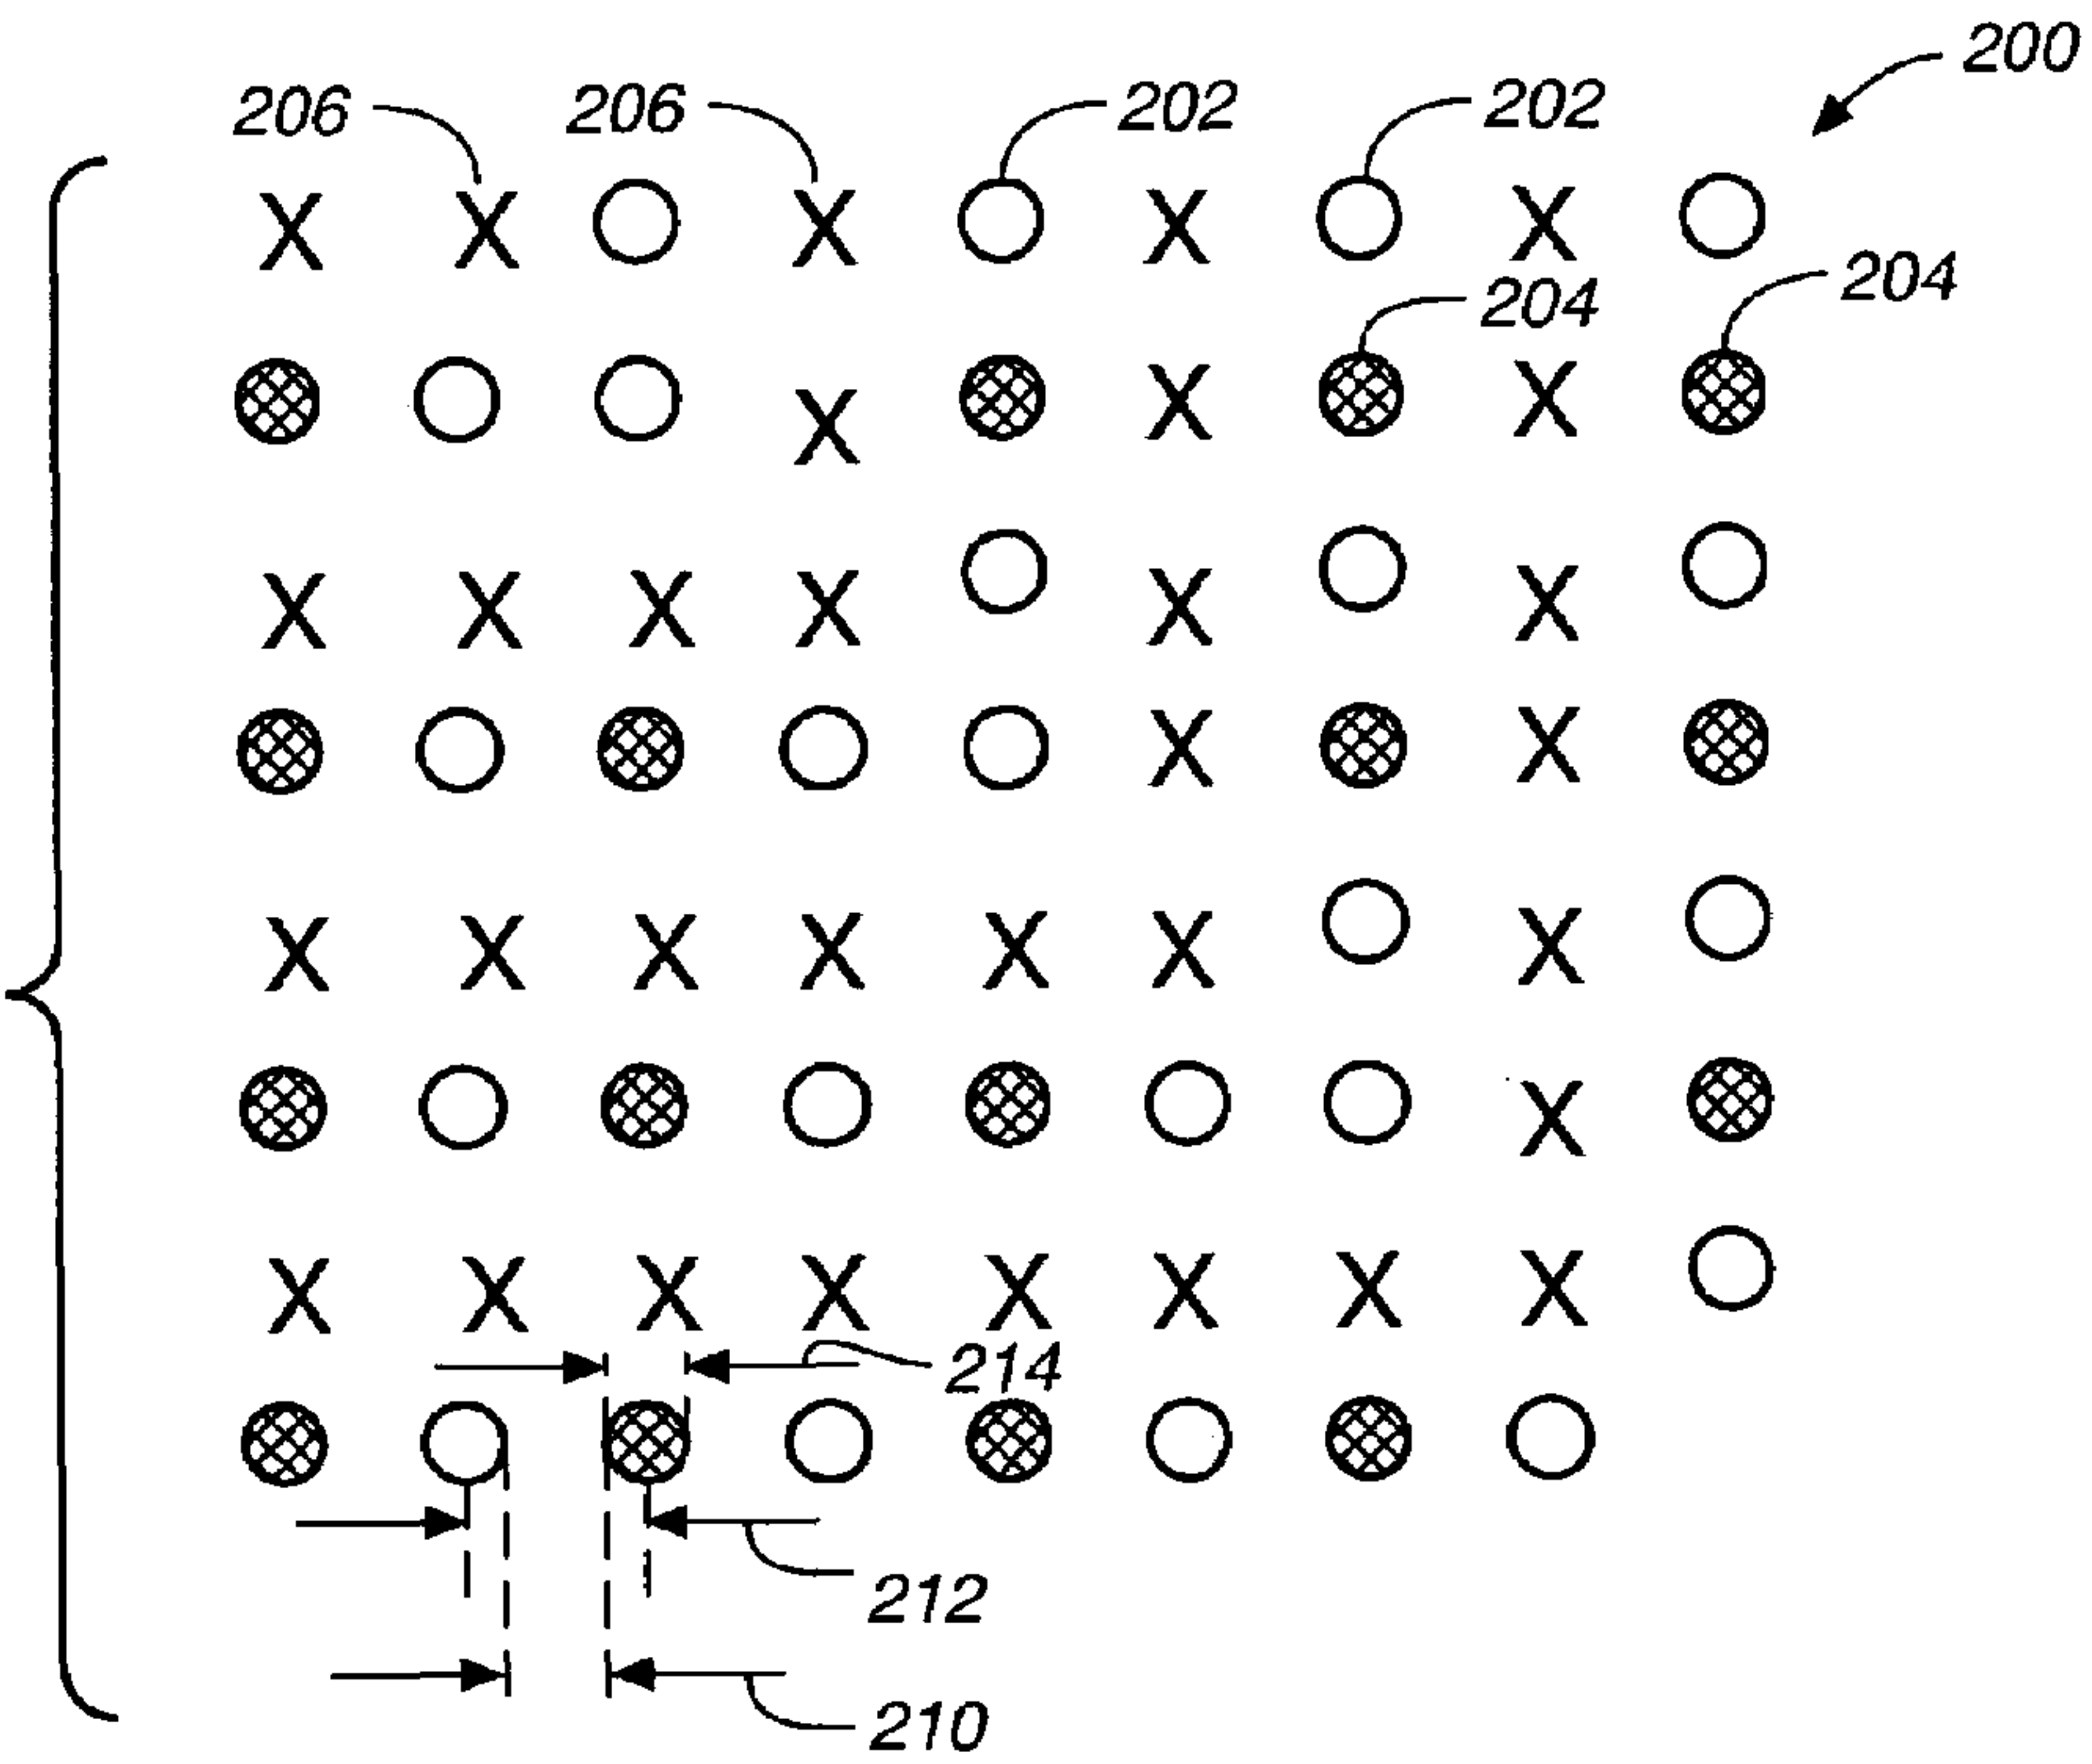 200
206 206 202 202
X X X X X
204 204
X X X
X X X X X X
X X
X X X X X X X
X
X X X X X X X X
214
212
210